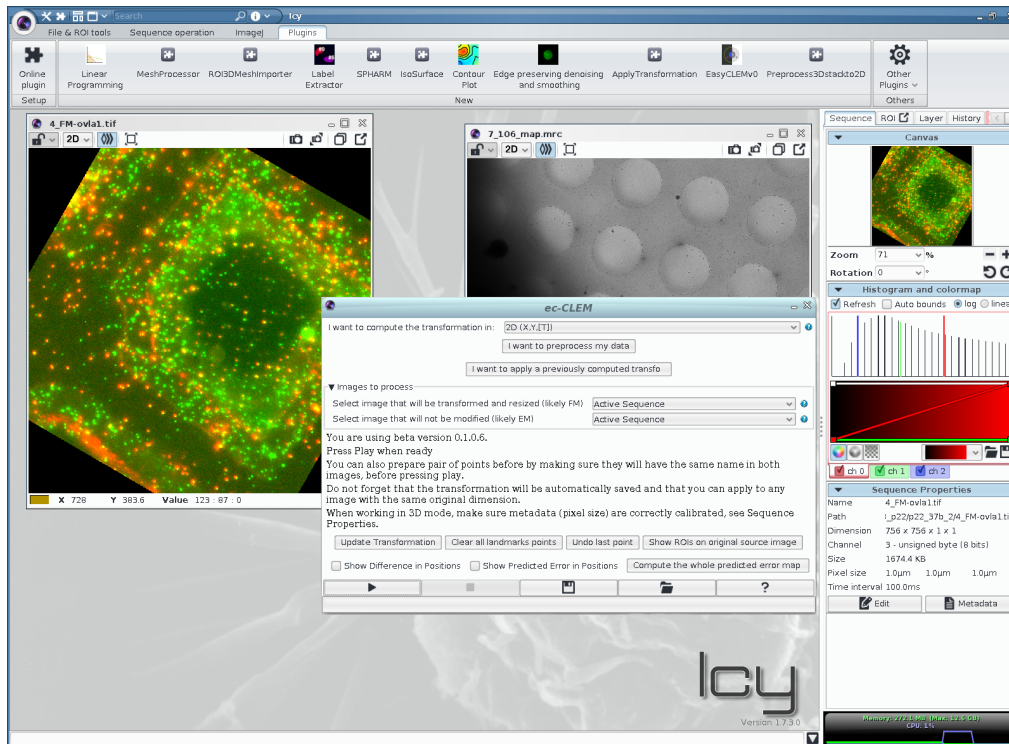 Search
Icy
File & ROI tools Sequence operation ImageJ Plugins
Online plugin
Linear Programming
MeshProcessor
ROI3DMeshImporter
Label Extractor
SPHARM
IsoSurface
Contour Plot
Edge preserving denoising and smoothing
ApplyTransformation
EasyCLEMv0
Preprocess3Dstackto2D
Other Plugins
Setup New Others
4_FM-ovla1.tif
2D
X 728 Y 383.6 Value 123 : 87 : 0
7_106_map.mrc
2D
ec-CLEM
I want to compute the transformation in: 2D (X,Y,[T])
I want to preprocess my data
I want to apply a previously computed transfo
▼ Images to process
Select image that will be transformed and resized (likely FM) Active Sequence
Select image that will not be modified (likely EM) Active Sequence
You are using beta version 0.1.0.6.
Press Play when ready
You can also prepare pair of points before by making sure they will have the same name in both
images, before pressing play.
Do not forget that the transformation will be automatically saved and that you can apply to any
image with the same original dimension.
When working in 3D mode, make sure metadata (pixel size) are correctly calibrated, see Sequence
Properties.
Update Transformation Clear all landmarks points Undo last point Show ROIs on original source image
Show Difference in Positions Show Predicted Error in Positions Compute the whole predicted error map
?
Icy
Version 1.7.3.0
Sequence ROI Layer History
Canvas
Zoom 71 %
Rotation 0 °
Histogram and colormap
Refresh Auto bounds log linea
ch 0 ch 1 ch 2
Sequence Properties
Name 4_FM-ovla1.tif
Path :_p22/p22_37b_2/4_FM-ovla1.ti
Dimension 756 x 756 x 1 x 1
Channel 3 - unsigned byte (8 bits)
Size 1674.4 KB
Pixel size 1.0µm 1.0µm 1.0µm
Time interval 100.0ms
Edit Metadata
Memory: 272.1 MB (Max: 12.6 GB)
CPU: 1%